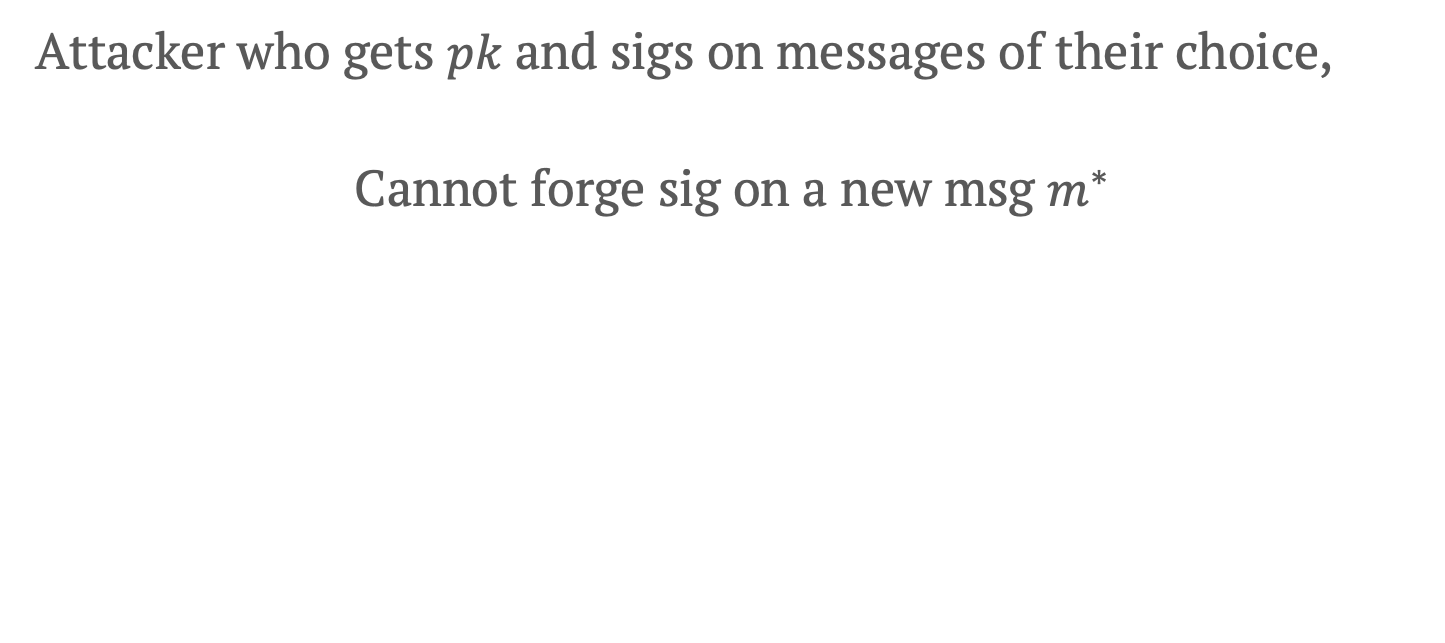 Attacker who gets pk and sigs on messages of their choice,
Cannot forge sig on a new msg m*